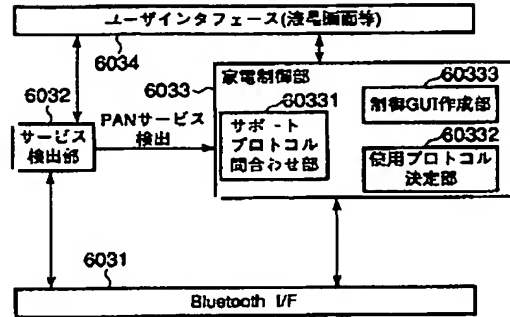 ユーザインタフェース(液晶画面等)
6034
6032
6033
家電制御部
60333
60331
制御GUI作成部
PANサービス
検出
サービス
検出部
サポート
プロトコル
問合わせ部
60332
使用プロトコル
決定部
6031
Bluetooth I/F